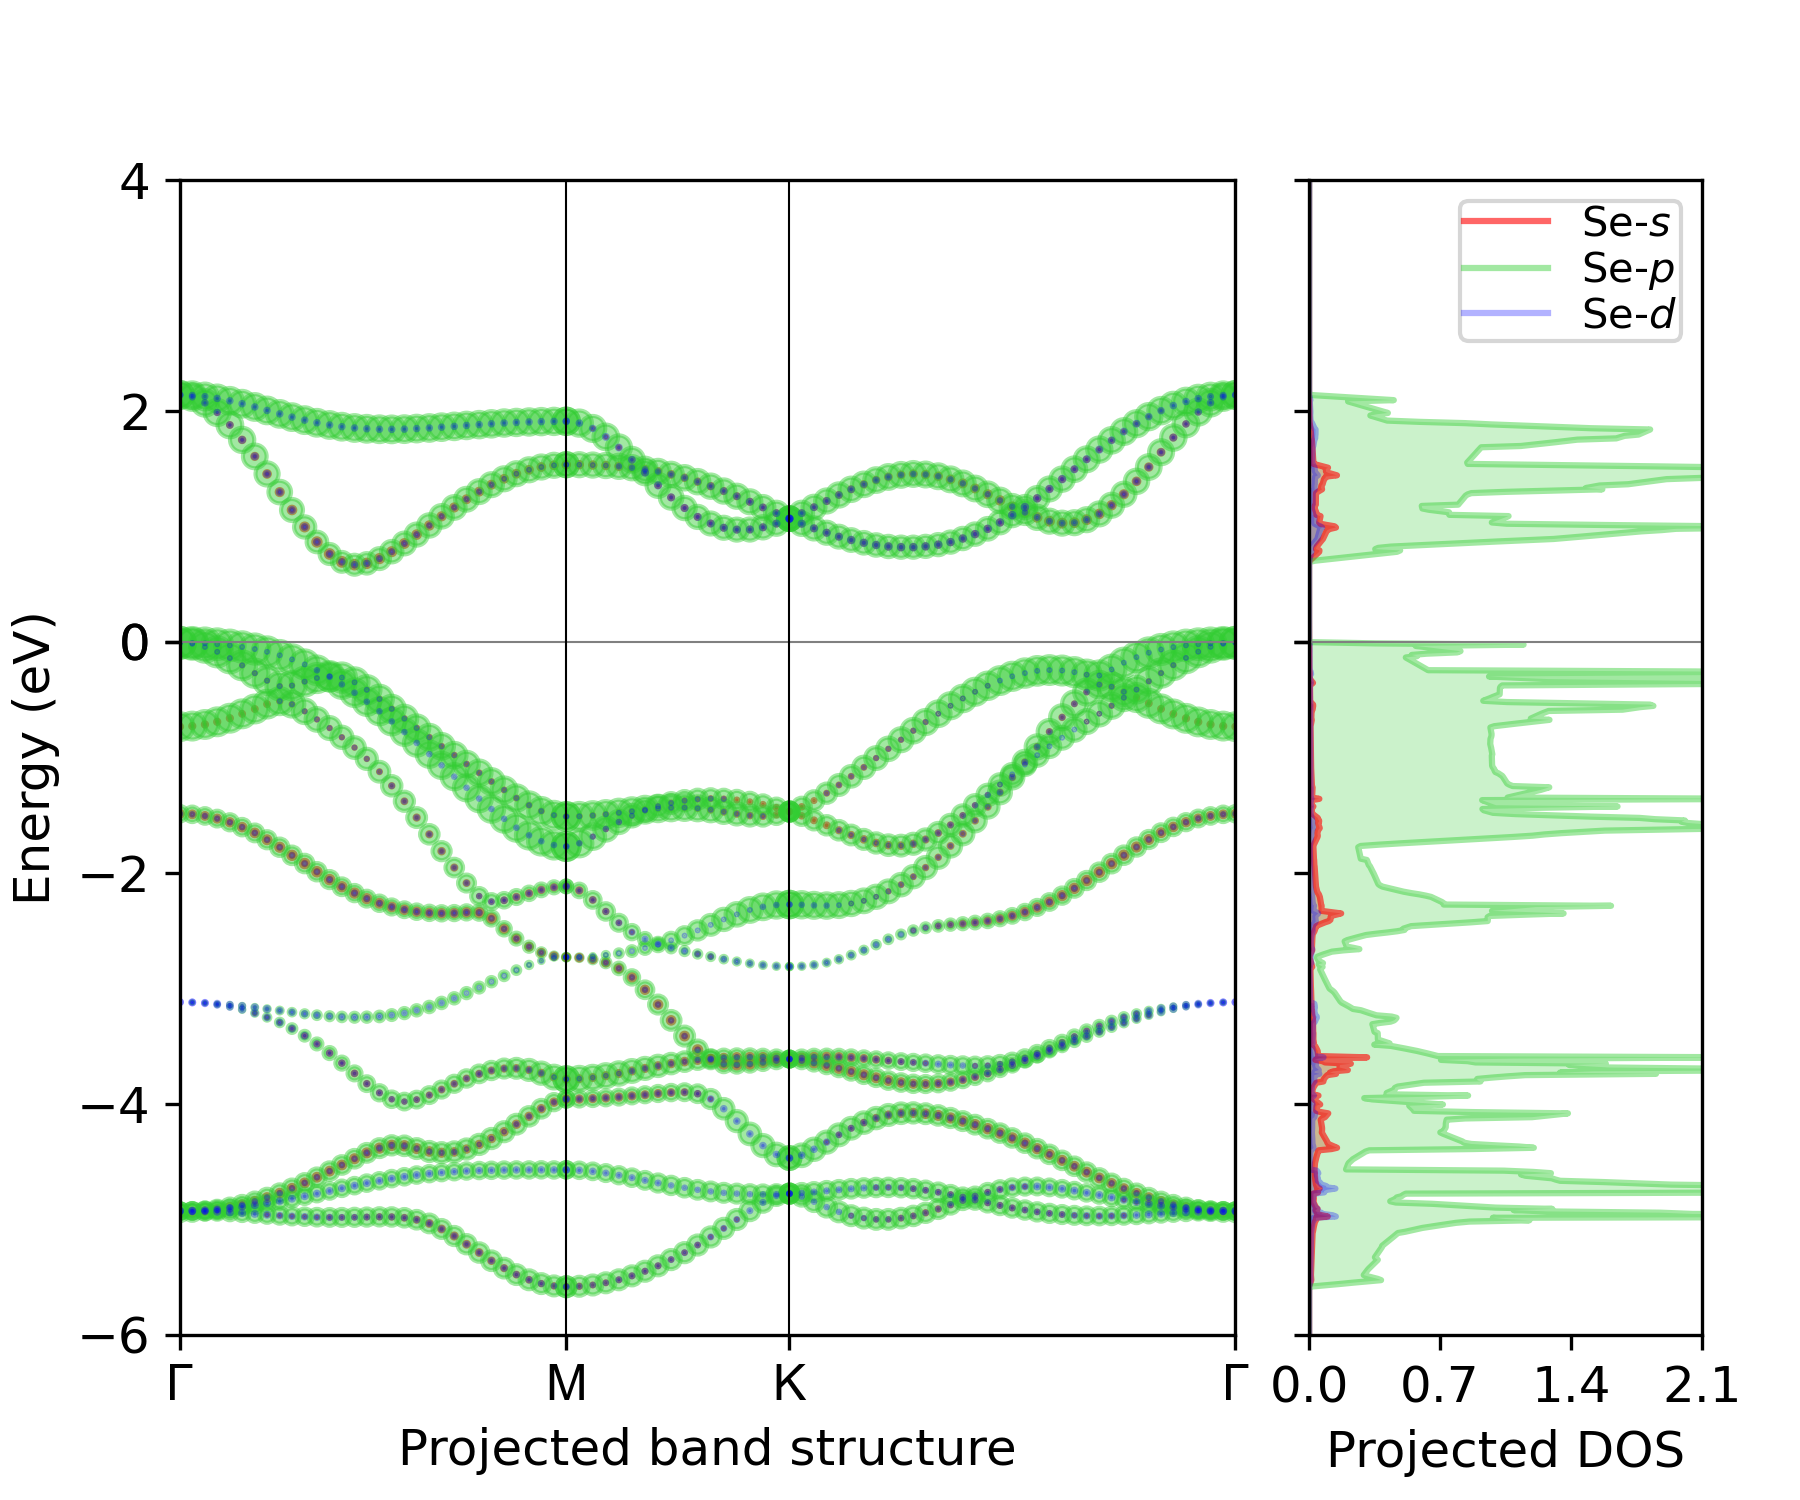 4
2
0
−2
−4
−6
Energy (eV)
Γ M K Γ
Projected band structure
Se-s
Se-p
Se-d
0.0 0.7 1.4 2.1
Projected DOS